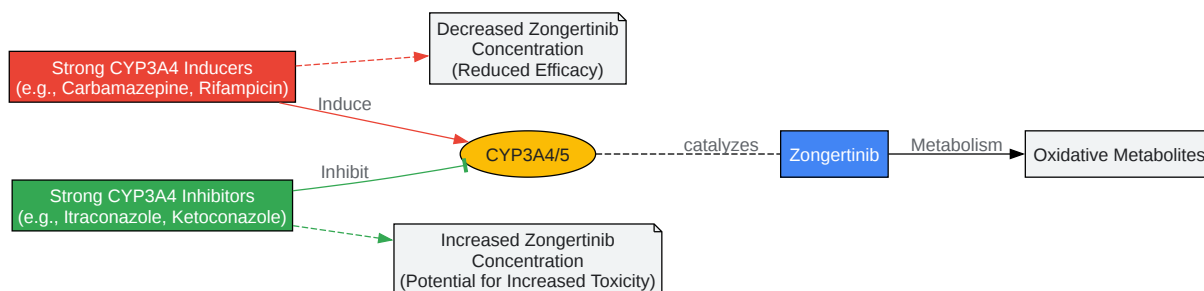 Decreased Zongertinib
Concentration
(Reduced Efficacy)
Strong CYP3A4 Inducers
(e.g., Carbamazepine, Rifampicin)
Induce
CYP3A4/5
catalyzes
Zongertinib
Metabolism
Oxidative Metabolites
Inhibit
Strong CYP3A4 Inhibitors
(e.g., Itraconazole, Ketoconazole)
Increased Zongertinib
Concentration
(Potential for Increased Toxicity)